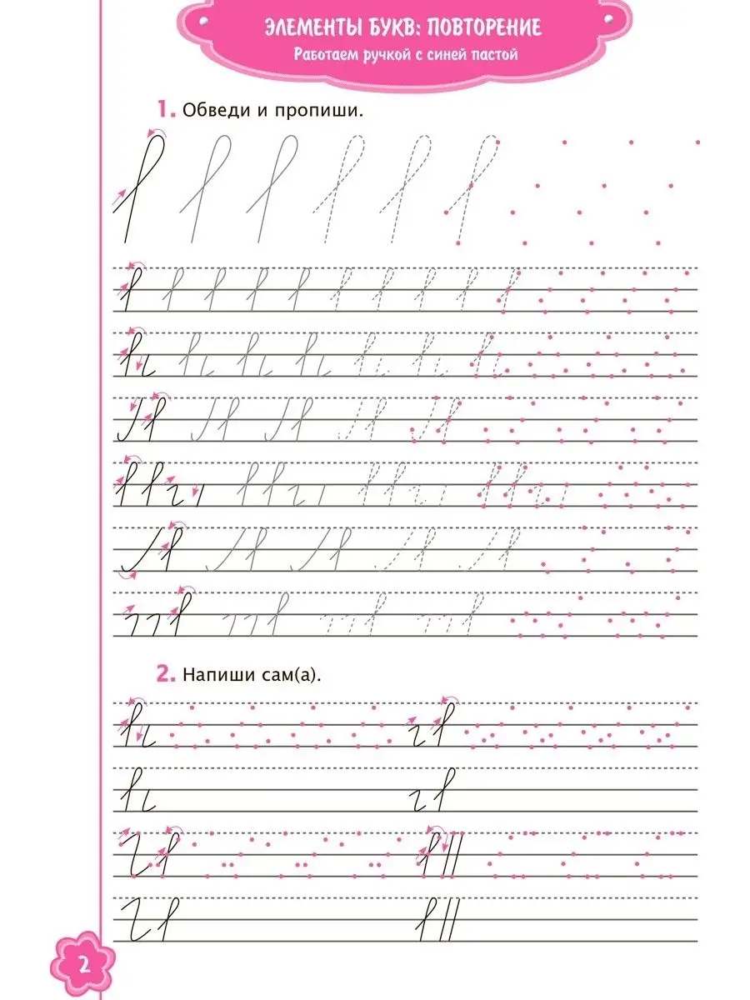 ЭЛЕМЕНТЫ БУКВ: ПОВТОРЕНИЕ
Работаем ручкой с синей пастой
1. Обведи и пропиши.
2. Напиши сам(а).
2